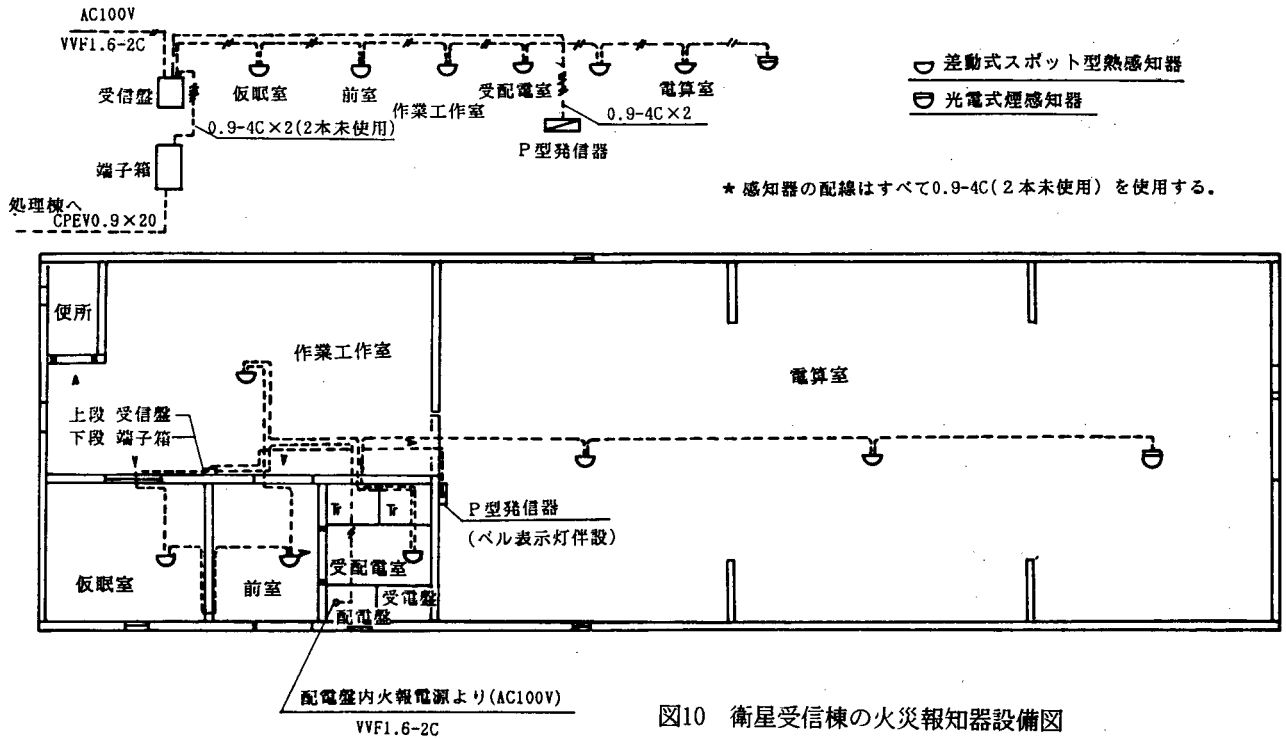 AC100V
VVF1.6-2C
受信盤
仮眠室
前室
作業工作室
受配電室
電算室
差動式スポット型熱感知器
光電式煙感知器
0.9-4C×2(2本未使用)
0.9-4C×2
P型発信器
端子箱
処理棟へ
CPEV0.9×20
* 感知器の配線はすべて0.9-4C(2本未使用) を使用する。
便所
作業工作室
電算室
上段 受信盤
下段 端子箱
Tr
Tr
P型発信器
(ベル表示灯伴設)
仮眠室
前室
受配電室
受電盤
配電盤
配電盤内火報電源より(AC100V)
VVF1.6-2C
図10 衛星受信棟の火災報知器設備図